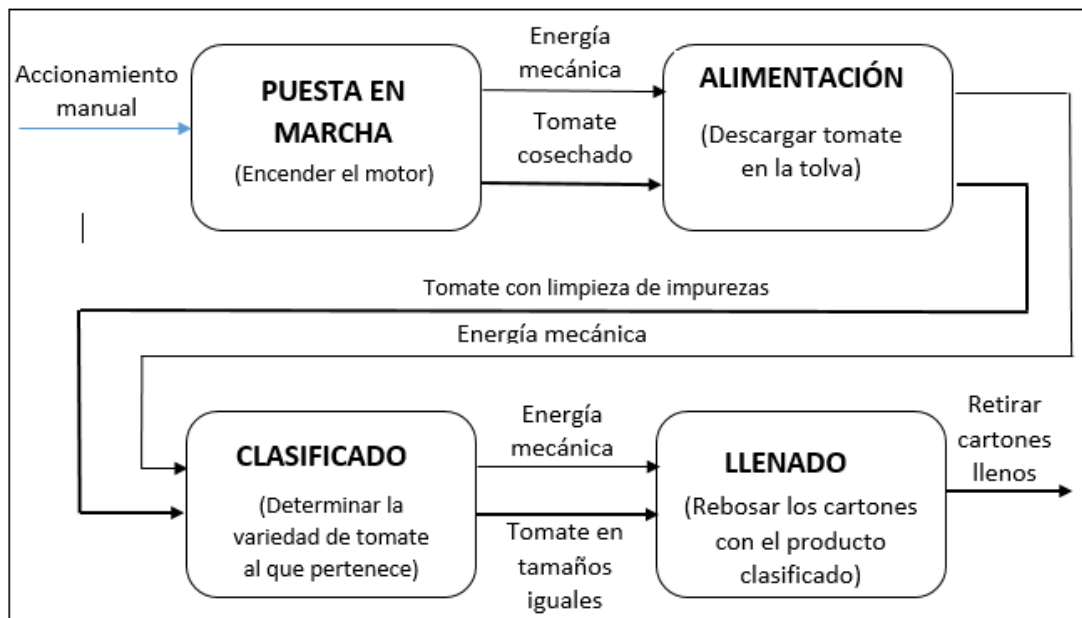 Accionamiento
manual
PUESTA EN
MARCHA
(Encender el motor)
Energía
mecánica
Tomate
cosechado
ALIMENTACIÓN
(Descargar tomate
en la tolva)
Tomate con limpieza de impurezas
Energía mecánica
CLASIFICADO
(Determinar la
variedad de tomate
al que pertenece)
Energía
mecánica
Tomate en
tamaños
iguales
LLENADO
(Rebosar los cartones
con el producto
clasificado)
Retirar
cartones
llenos